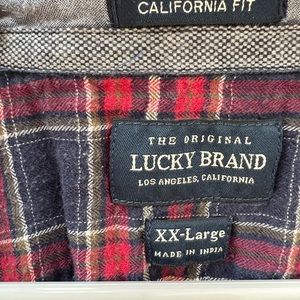 CALIFORNIA FIT
THE ORIGINAL
LUCKY BRAND
LOS ANGELES, CALIFORNIA
XX-Large
MADE IN INDIA